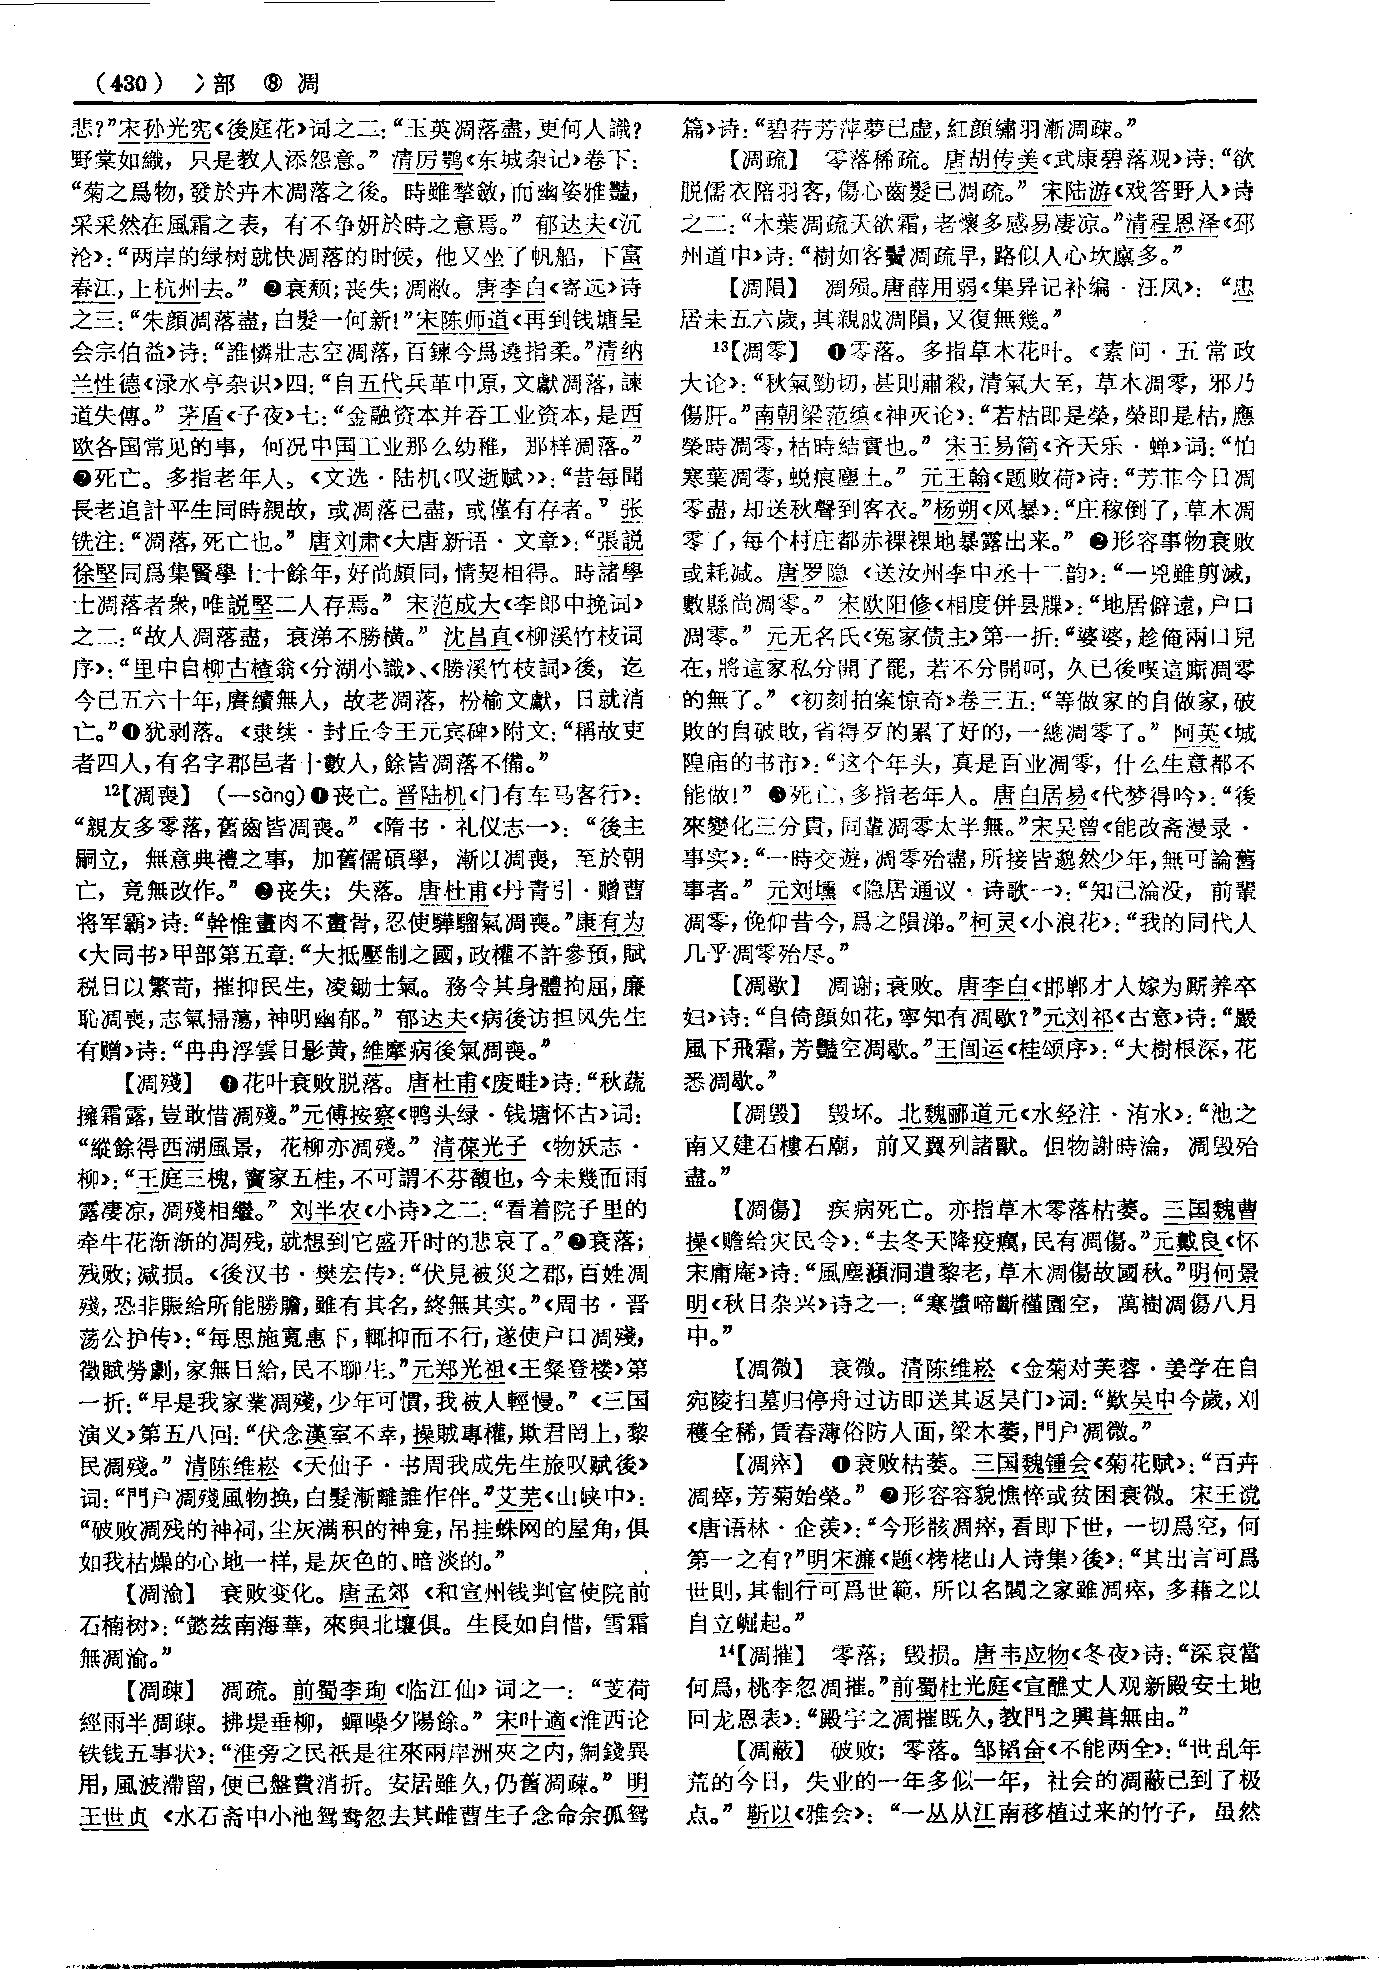 （430） 冫部 ⑧ 凋
悲？”宋孙光宪《後庭花》词之二：“玉英凋落盡，更何人識？
野棠如織，只是教人添怨意。”清厉鹗《东城杂记》卷下：
“菊之爲物，發於卉木凋落之後。時雖揫斂，而幽姿雅豔，
采采然在風霜之表，有不争妍於時之意焉。”郁达夫《沉
沦》：“两岸的绿树就快凋落的时候，他又坐了帆船，下富
春江，上杭州去。”❷衰颓；丧失；凋敝。唐李白《寄远》诗
之三：“朱顔凋落盡，白髮一何新！”宋陈师道《再到钱塘呈
会宗伯益》诗：“誰憐壯志空凋落，百鍊今爲遶指柔。”清纳
兰性德《渌水亭杂识》四：“自五代兵革中原，文獻凋落，諫
道失傳。”茅盾《子夜》七：“金融资本并吞工业资本，是西
欧各国常见的事，何况中国工业那么幼稚，那样凋落。”
❸死亡。多指老年人。《文选·陆机〈叹逝赋〉》：“昔每聞
長老追計平生同時親故，或凋落已盡，或僅有存者。”张
铣注：“凋落，死亡也。”唐刘肃《大唐新语·文章》：“張説
徐堅同爲集賢學士十餘年，好尚頗同，情契相得。時諸學
士凋落者衆，唯説堅二人存焉。”宋范成大《李郎中挽词》
之二：“故人凋落盡，衰涕不勝横。”沈昌直《柳溪竹枝词
序》：“里中自柳古楂翁《分湖小識》、《勝溪竹枝詞》後，迄
今已五六十年，賡續無人，故老凋落，枌榆文獻，日就消
亡。”❹犹剥落。《隶续·封丘令王元宾碑》附文：“稱故吏
者四人，有名字郡邑者十數人，餘皆凋落不備。”
12【凋喪】 （—sàng）❶丧亡。晋陆机《门有车马客行》：
“親友多零落，舊齒皆凋喪。”《隋书·礼仪志一》：“後主
嗣立，無意典禮之事，加舊儒碩學，漸以凋喪，至於朝
亡，竟無改作。”❷丧失；失落。唐杜甫《丹青引·赠曹
将军霸》诗：“幹惟畫肉不畫骨，忍使驊騮氣凋喪。”康有为
《大同书》甲部第五章：“大抵壓制之國，政權不許參預，賦
税日以繁苛，摧抑民生，凌鋤士氣。務令其身體拘屈，廉
恥凋喪，志氣掃蕩，神明幽郁。”郁达夫《病後访担风先生
有赠》诗：“冉冉浮雲日影黄，維摩病後氣凋喪。”
【凋殘】 ❶花叶衰败脱落。唐杜甫《废畦》诗：“秋蔬
擁霜露，豈敢惜凋殘。”元傅按察《鸭头绿·钱塘怀古》词：
“縱餘得西湖風景，花柳亦凋殘。”清葆光子《物妖志·
柳》：“王庭三槐，竇家五桂，不可謂不芬馥也，今未幾而雨
露凄凉，凋殘相繼。”刘半农《小诗》之二：“看着院子里的
牵牛花渐渐的凋残，就想到它盛开时的悲哀了。”❷衰落；
残败；减损。《後汉书·樊宏传》：“伏見被災之郡，百姓凋
殘，恐非賑給所能勝贍，雖有其名，終無其实。”《周书·晋
荡公护传》：“每思施寬惠下，輒抑而不行，遂使户口凋殘，
徵賦勞劇，家無日給，民不聊生。”元郑光祖《王粲登楼》第
一折：“早是我家業凋殘，少年可慣，我被人輕慢。”《三国
演义》第五八回：“伏念漢室不幸，操賊專權，欺君罔上，黎
民凋殘。”清陈维崧《天仙子·书周我成先生旅叹赋後》
词：“門户凋殘風物换，白髮漸離誰作伴。”艾芜《山峡中》：
“破败凋残的神祠，尘灰满积的神龛，吊挂蛛网的屋角，俱
如我枯燥的心地一样，是灰色的、暗淡的。”
【凋渝】 衰败变化。唐孟郊《和宣州钱判官使院前
石楠树》：“懿兹南海華，來與北壤俱。生長如自惜，雪霜
無凋渝。”
【凋疎】 凋疏。前蜀李珣《临江仙》词之一：“芰荷
經雨半凋疎。拂堤垂柳，蟬噪夕陽餘。”宋叶適《淮西论
铁钱五事状》：“淮旁之民祇是往來兩岸洲夾之内，銅錢異
用，風波滯留，便已盤費消折。安居雖久，仍舊凋疎。”明
王世贞《水石斋中小池鸳鸯忽去其雌曹生子念命余孤鸳
篇》诗：“碧荇芳萍夢已虚，紅顔繡羽漸凋疎。”
【凋疏】 零落稀疏。唐胡传美《武康碧落观》诗：“欲
脱儒衣陪羽客，傷心齒髮已凋疏。”宋陆游《戏答野人》诗
之二：“木葉凋疏天欲霜，老懷多感易凄凉。”清程恩泽《邳
州道中》诗：“樹如客鬢凋疏早，路似人心坎廪多。”
【凋隕】 凋殒。唐薛用弱《集异记补编·汪凤》：“忠
居未五六歲，其親戚凋隕，又復無幾。”
13【凋零】 ❶零落。多指草木花叶。《素问·五常政
大论》：“秋氣勁切，甚則肅殺，清氣大至，草木凋零，邪乃
傷肝。”南朝梁范缜《神灭论》：“若枯即是榮，榮即是枯，應
榮時凋零，枯時結實也。”宋王易简《齐天乐·蝉》词：“怕
寒葉凋零，蜕痕塵土。”元王翰《题败荷》诗：“芳菲今日凋
零盡，却送秋聲到客衣。”杨朔《风暴》：“庄稼倒了，草木凋
零了，每个村庄都赤裸裸地暴露出来。”❷形容事物衰败
或耗减。唐罗隐《送汝州李中丞十二韵》：“一兇雖剪滅，
數縣尚凋零。”宋欧阳修《相度併县牒》：“地居僻遠，户口
凋零。”元无名氏《冤家债主》第一折：“婆婆，趁俺兩口兒
在，將這家私分開了罷，若不分開呵，久已後喫這厮凋零
的無了。”《初刻拍案惊奇》卷三五：“等做家的自做家，破
敗的自破敗，省得歹的累了好的，一總凋零了。”阿英《城
隍庙的书市》：“这个年头，真是百业凋零，什么生意都不
能做！”❸死亡，多指老年人。唐白居易《代梦得吟》：“後
來變化三分貴，同輩凋零太半無。”宋吴曾《能改斋漫录·
事实》：“一時交遊，凋零殆盡，所接皆藐然少年，無可論舊
事者。”元刘壎《隐居通议·诗歌一》：“知已淪没，前輩
凋零，俛仰昔今，爲之隕涕。”柯灵《小浪花》：“我的同代人
几乎凋零殆尽。”
【凋歇】 凋谢；衰败。唐李白《邯郸才人嫁为厮养卒
妇》诗：“自倚顔如花，寧知有凋歇？”元刘祁《古意》诗：“嚴
風下飛霜，芳豔空凋歇。”王闿运《桂颂序》：“大樹根深，花
悉凋歇。”
【凋毁】 毁坏。北魏郦道元《水经注·洧水》：“池之
南又建石樓石廟，前又翼列諸獸。但物謝時淪，凋毁殆
盡。”
【凋傷】 疾病死亡。亦指草木零落枯萎。三国魏曹
操《赡给灾民令》：“去冬天降疫癘，民有凋傷。”元戴良《怀
宋庸庵》诗：“風塵澒洞遺黎老，草木凋傷故國秋。”明何景
明《秋日杂兴》诗之一：“寒螿啼斷槿園空，萬樹凋傷八月
中。”
【凋微】 衰微。清陈维崧《金菊对芙蓉·姜学在自
宛陵扫墓归停舟过访即送其返吴门》词：“歎吴中今歲，刈
穫全稀，賃舂薄俗防人面，梁木萎，門户凋微。”
【凋瘁】 ❶衰败枯萎。三国魏锺会《菊花赋》：“百卉
凋瘁，芳菊始榮。”❷形容容貌憔悴或贫困衰微。宋王谠
《唐语林·企羡》：“今形骸凋瘁，看即下世，一切爲空，何
第一之有？”明宋濂《题〈栲栳山人诗集〉後》：“其出言可爲
世則，其制行可爲世範，所以名閥之家雖凋瘁，多藉之以
自立崛起。”
14【凋摧】 零落；毁损。唐韦应物《冬夜》诗：“深哀當
何爲，桃李忽凋摧。”前蜀杜光庭《宣醮丈人观新殿安土地
回龙恩表》：“殿宇之凋摧既久，教門之興葺無由。”
【凋蔽】 破败；零落。邹韬奋《不能两全》：“世乱年
荒的今日，失业的一年多似一年，社会的凋蔽已到了极
点。”靳以《雅会》：“一丛从江南移植过来的竹子，虽然